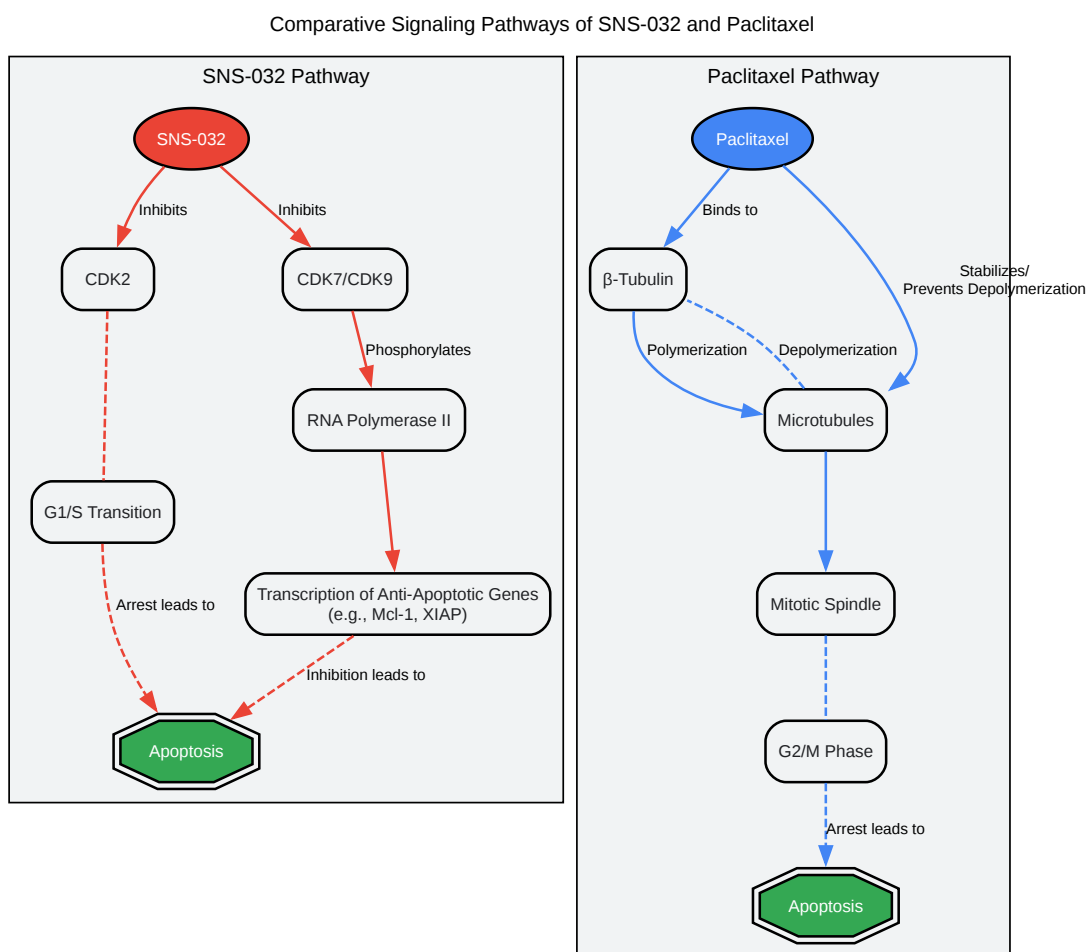 Comparative Signaling Pathways of SNS-032 and Paclitaxel
SNS-032 Pathway
SNS-032
Inhibits
Inhibits
CDK2
CDK7/CDK9
Phosphorylates
RNA Polymerase II
G1/S Transition
Transcription of Anti-Apoptotic Genes
(e.g., Mcl-1, XIAP)
Arrest leads to
Inhibition leads to
Apoptosis
Paclitaxel Pathway
Paclitaxel
Binds to
β-Tubulin
Stabilizes/
Prevents Depolymerization
Polymerization
Depolymerization
Microtubules
Mitotic Spindle
G2/M Phase
Arrest leads to
Apoptosis